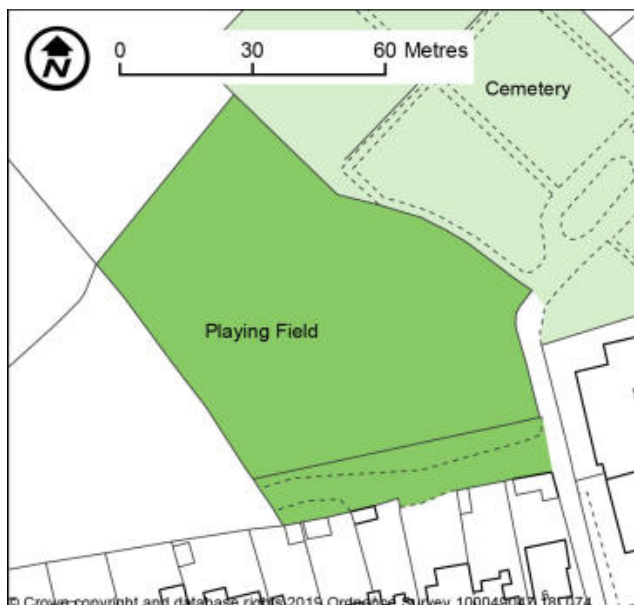 N
0 30 60 Metres
Cemetery
Playing Field
© Crown copyright and database rights 2019 Ordnance Survey